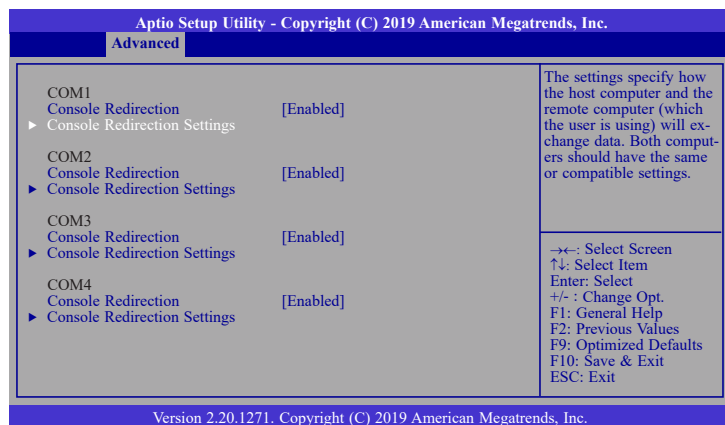 Aptio Setup Utility - Copyright (C) 2019 American Megatrends, Inc.
Advanced
COM1
Console Redirection [Enabled]
► Console Redirection Settings
COM2
Console Redirection [Enabled]
► Console Redirection Settings
COM3
Console Redirection [Enabled]
► Console Redirection Settings
COM4
Console Redirection [Enabled]
► Console Redirection Settings
The settings specify how
the host computer and the
remote computer (which
the user is using) will ex-
change data. Both comput-
ers should have the same
or compatible settings.
→←: Select Screen
↑↓: Select Item
Enter: Select
+/- : Change Opt.
F1: General Help
F2: Previous Values
F9: Optimized Defaults
F10: Save & Exit
ESC: Exit
Version 2.20.1271. Copyright (C) 2019 American Megatrends, Inc.